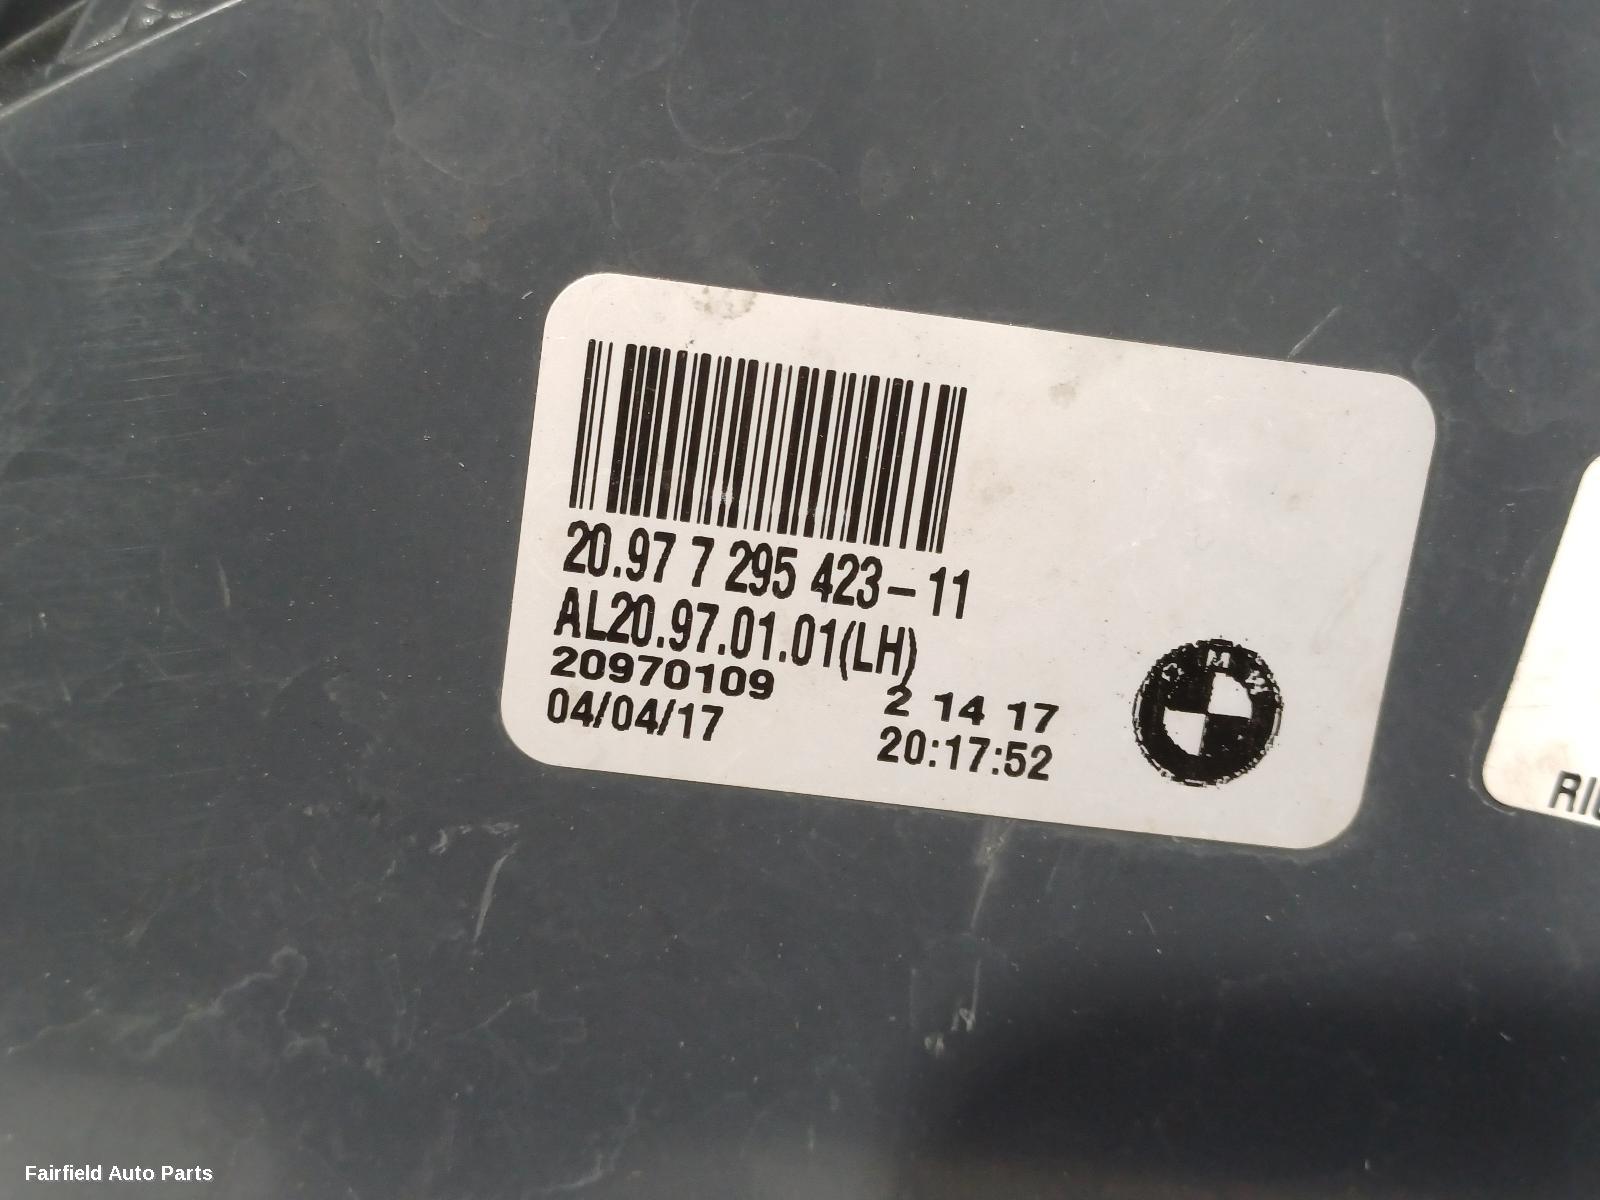 20.97 7 295 423-11
AL20.97.01.01(LH)
20970109 2 14 17
04/04/17 20:17:52
BMW
Fairfield Auto Parts